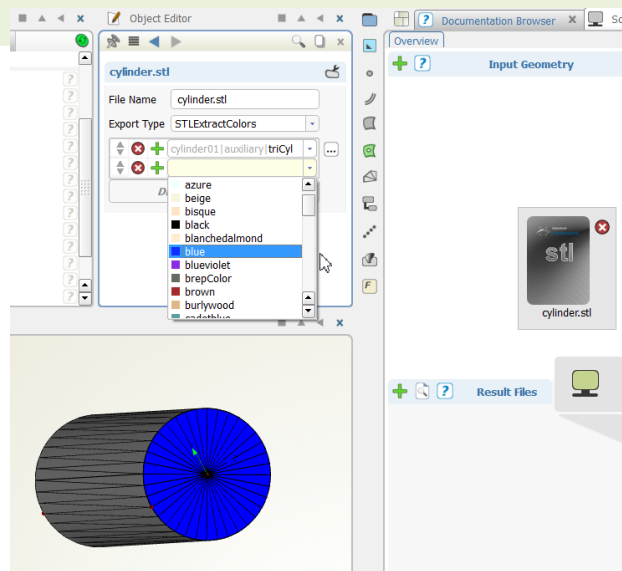 Object Editor
cylinder.stl
File Name
cylinder.stl
Export Type
STLExtractColors
cylinder01|auxiliary|triCyl
...
azure
beige
bisque
black
blanchedalmond
blue
blueviolet
brepColor
brown
burlywood
cadetblue
Documentation Browser
Overview
Input Geometry
stl
cylinder.stl
Result Files